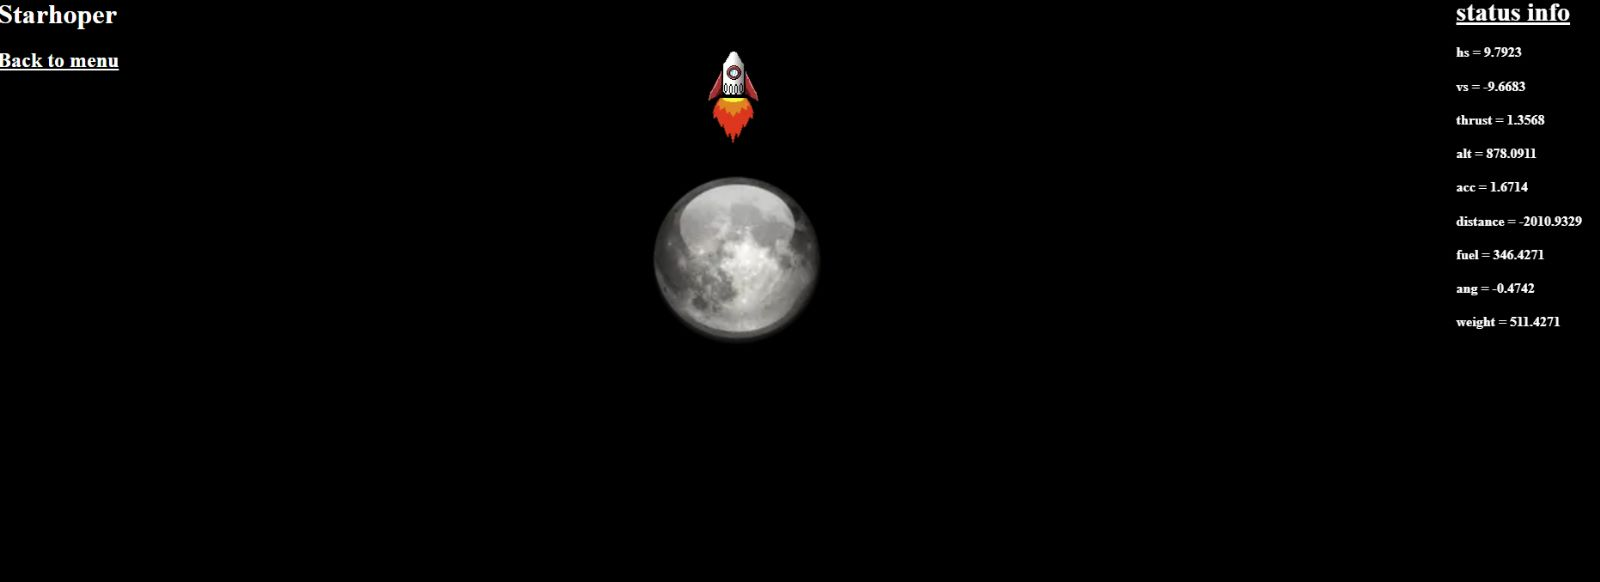 Starhoper
Back to menu
status info
hs = 9.7923
vs = -9.6683
thrust = 1.3568
alt = 878.0911
acc = 1.6714
distance = -2010.9329
fuel = 346.4271
ang = -0.4742
weight = 511.4271